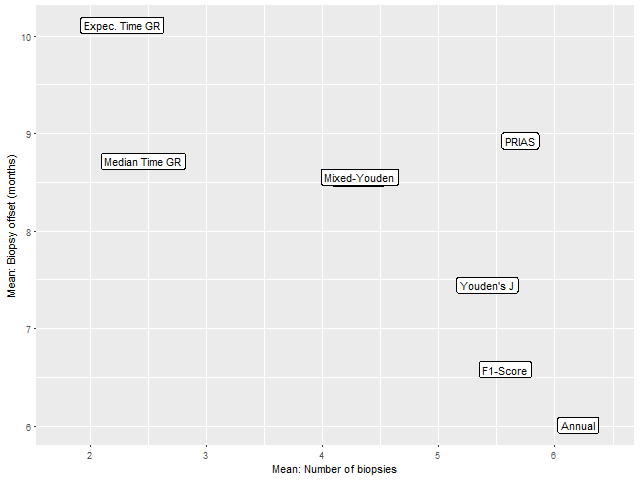 Expec. Time GR
PRIAS
Median Time GR
Mixed-Youden
Youden's J
F1-Score
Annual
10
9
8
7
6
2
3
4
5
6
Mean: Number of biopsies
Mean: Biopsy offset (months)